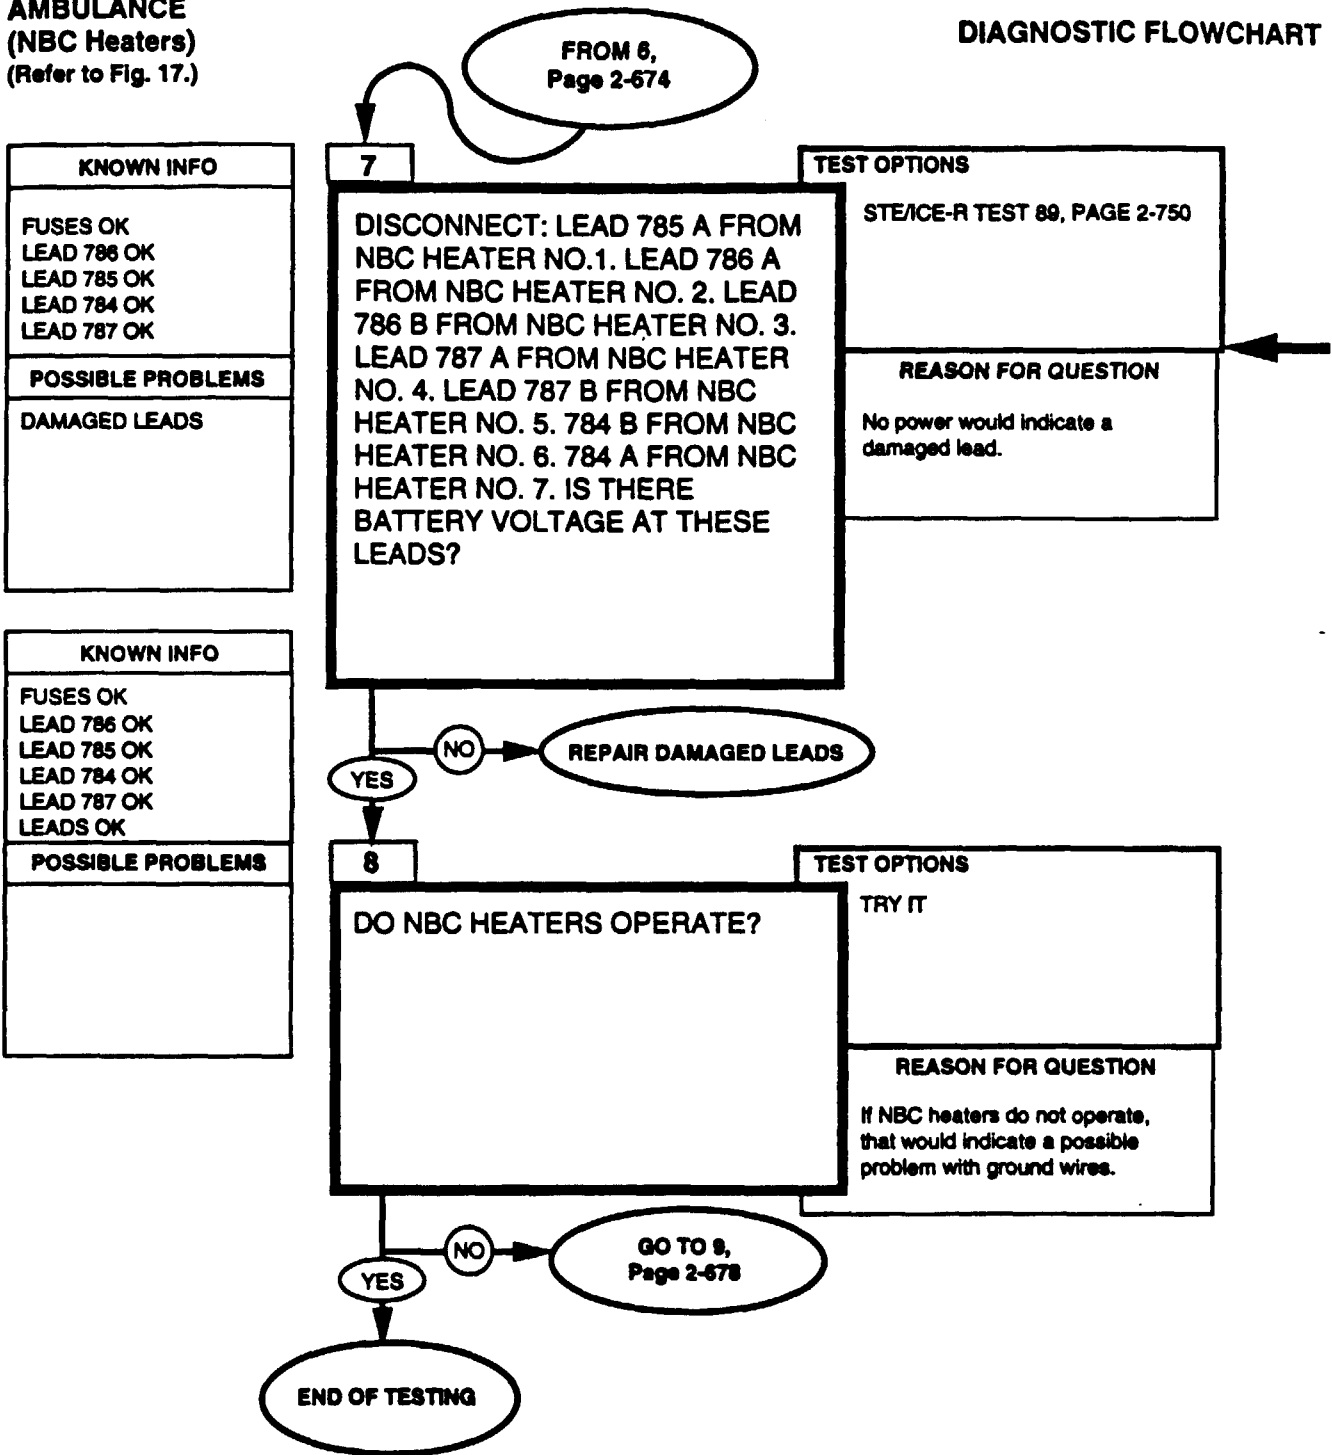 AMBULANCE
(NBC Heaters)
(Refer to Fig. 17.)
DIAGNOSTIC FLOWCHART
FROM 6,
Page 2-674
KNOWN INFO
FUSES OK
LEAD 786 OK
LEAD 785 OK
LEAD 784 OK
LEAD 787 OK
POSSIBLE PROBLEMS
DAMAGED LEADS
7
DISCONNECT: LEAD 785 A FROM
NBC HEATER NO.1. LEAD 786 A
FROM NBC HEATER NO. 2. LEAD
786 B FROM NBC HEATER NO. 3.
LEAD 787 A FROM NBC HEATER
NO. 4. LEAD 787 B FROM NBC
HEATER NO. 5. 784 B FROM NBC
HEATER NO. 6. 784 A FROM NBC
HEATER NO. 7. IS THERE
BATTERY VOLTAGE AT THESE
LEADS?
TEST OPTIONS
STE/ICE-R TEST 89, PAGE 2-750
REASON FOR QUESTION
No power would indicate a
damaged lead.
NO
REPAIR DAMAGED LEADS
YES
KNOWN INFO
FUSES OK
LEAD 786 OK
LEAD 785 OK
LEAD 784 OK
LEAD 787 OK
LEADS OK
POSSIBLE PROBLEMS
8
DO NBC HEATERS OPERATE?
TEST OPTIONS
TRY IT
REASON FOR QUESTION
If NBC heaters do not operate,
that would indicate a possible
problem with ground wires.
NO
GO TO 9,
Page 2-678
YES
END OF TESTING